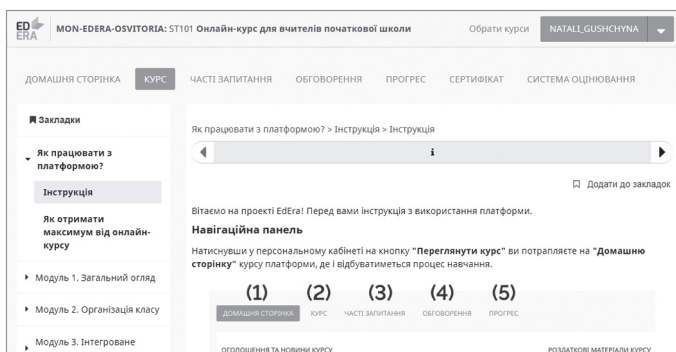 ED
ERA
MON-EDERA-OSVITORIA: ST101 Онлайн-курс для вчителів початкової школи
Обрати курси
NATALI_GUSHCHYNA
ДОМАШНЯ СТОРІНКА
КУРС
ЧАСТІ ЗАПИТАННЯ
ОБГОВОРЕННЯ
ПРОГРЕС
СЕРТИФІКАТ
СИСТЕМА ОЦІНЮВАННЯ
Закладки
Як працювати з
платформою?
Інструкція
Як отримати
максимум від онлайн-
курсу
Модуль 1. Загальний огляд
Модуль 2. Організація класу
Модуль 3. Інтегроване
Як працювати з платформою? > Інструкція > Інструкція
i
Додати до закладок
Вітаємо на проекті EdEra! Перед вами інструкція з використання платформи.
Навігаційна панель
Натиснувши у персональному кабінеті на кнопку "Переглянути курс" ви потрапляєте на "Домашню
сторінку" курсу платформи, де і відбуватиметься процес навчання.
(1) (2) (3) (4) (5)
ДОМАШНЯ СТОРІНКА КУРС ЧАСТІ ЗАПИТАННЯ ОБГОВОРЕННЯ ПРОГРЕС
ОГОЛОШЕННЯ ТА НОВИНИ КУРСУ
РОЗДАТКОВІ МАТЕРІАЛИ КУРСУ